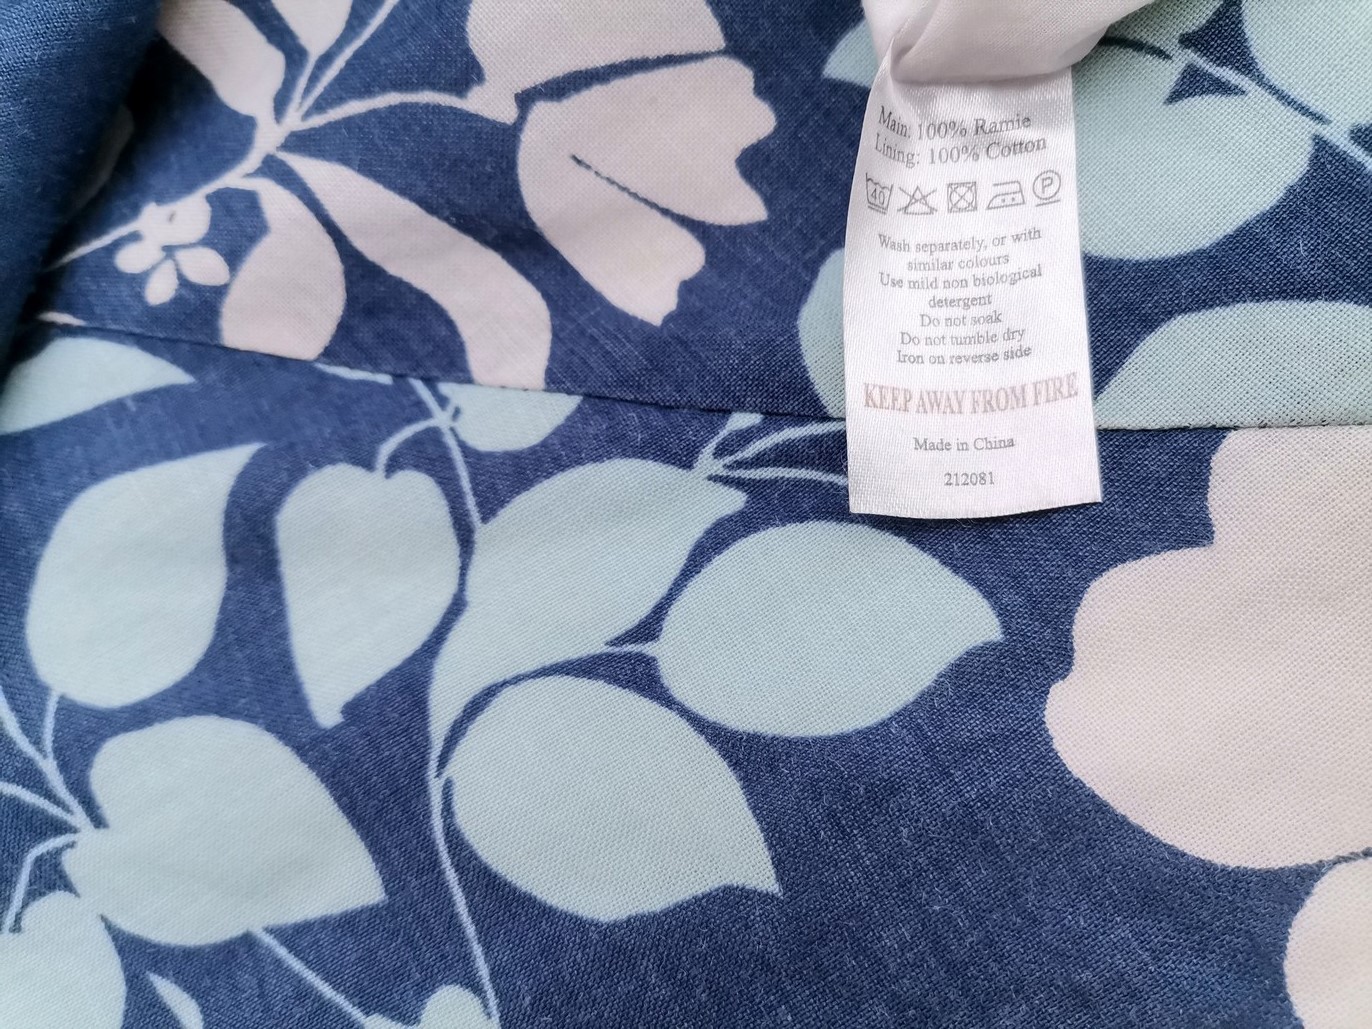 Main: 100% Ramie
Lining: 100% Cotton
40 P
Wash separately, or with
similar colours
Use mild non biological
detergent
Do not soak
Do not tumble dry
Iron on reverse side
KEEP AWAY FROM FIRE
Made in China
212081